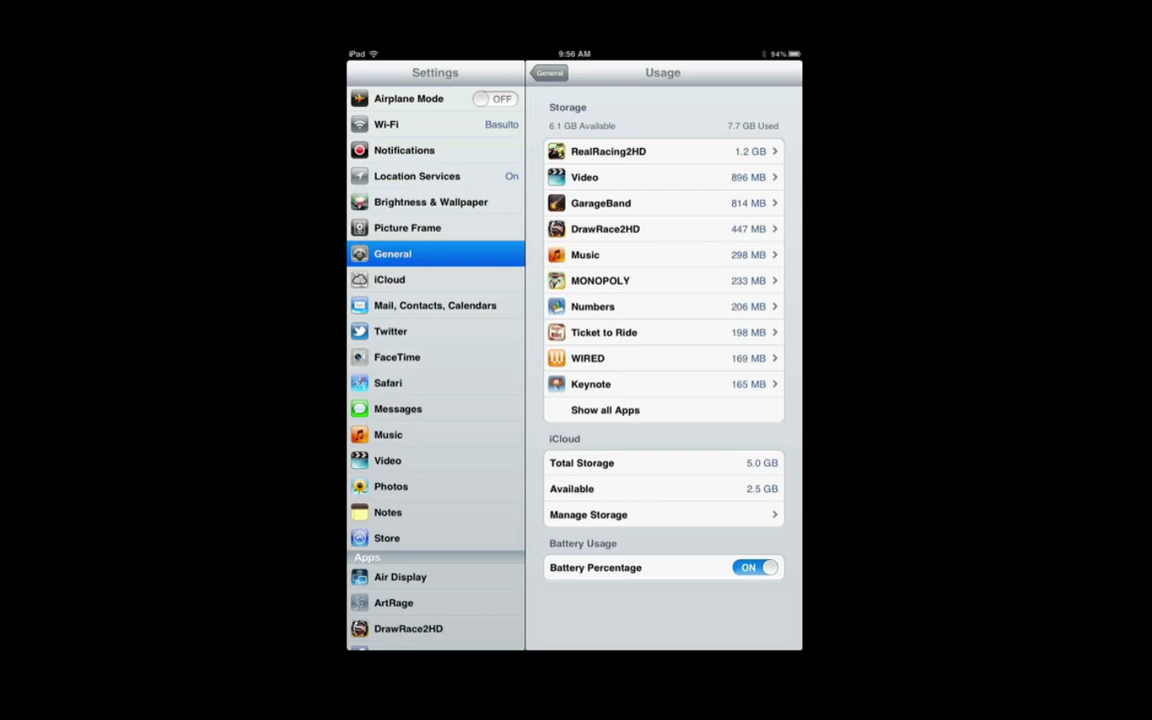 iPad 9:56 AM 94%
Settings
Airplane Mode OFF
Wi-Fi Basulto
Notifications
Location Services On
Brightness & Wallpaper
Picture Frame
General
iCloud
Mail, Contacts, Calendars
Twitter
FaceTime
Safari
Messages
Music
Video
Photos
Notes
Store
Apps
Air Display
ArtRage
DrawRace2HD
General Usage
Storage
6.1 GB Available 7.7 GB Used
RealRacing2HD 1.2 GB
Video 896 MB
GarageBand 814 MB
DrawRace2HD 447 MB
Music 298 MB
MONOPOLY 233 MB
Numbers 206 MB
Ticket to Ride 198 MB
WIRED 169 MB
Keynote 165 MB
Show all Apps
iCloud
Total Storage 5.0 GB
Available 2.5 GB
Manage Storage
Battery Usage
Battery Percentage ON